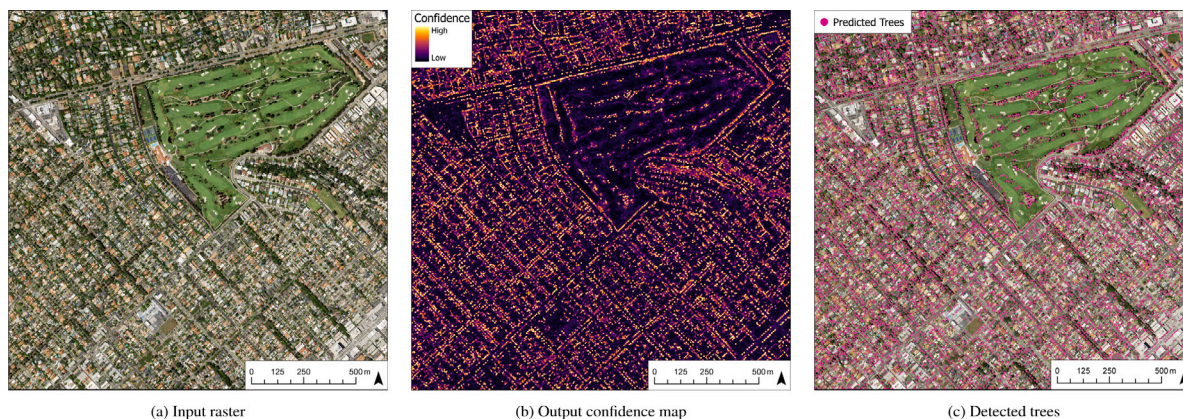 Confidence
High
Low
Predicted Trees
0 125 250 500 m
0 125 250 500 m
0 125 250 500 m
(a) Input raster
(b) Output confidence map
(c) Detected trees